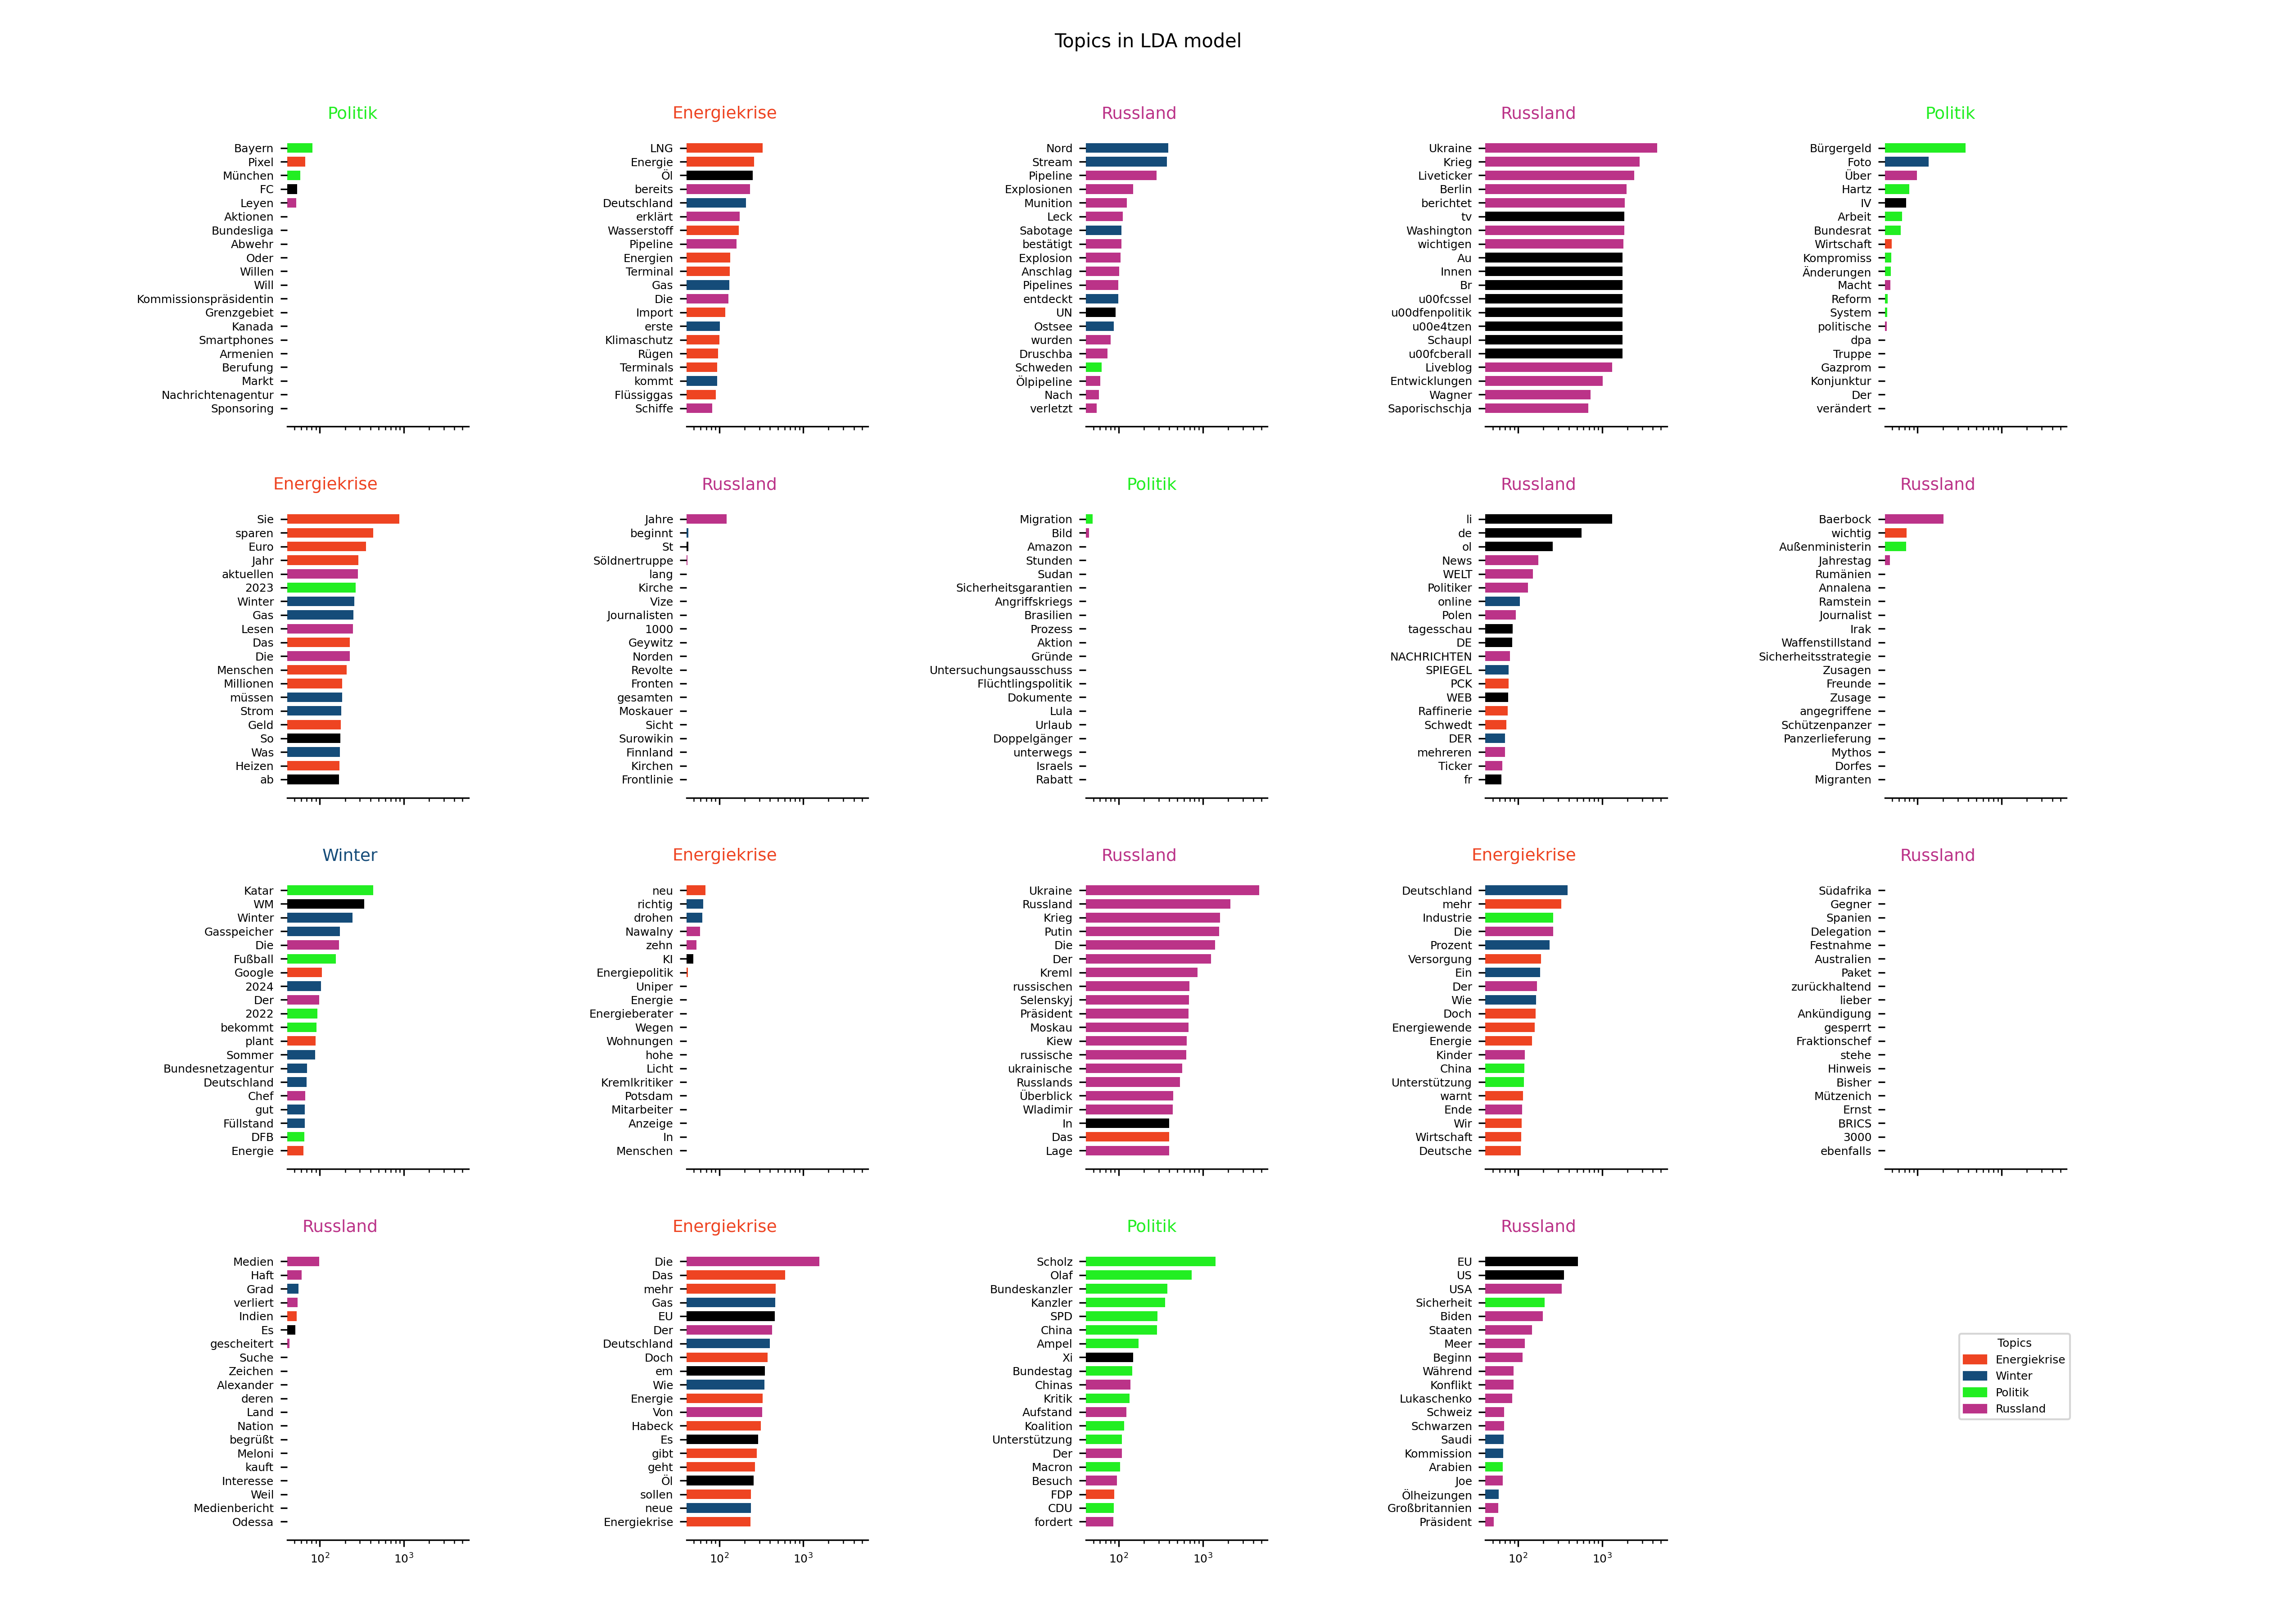 Topics in LDA model
Politik
Bayern
Pixel
München
FC
Leyen
Aktionen
Bundesliga
Abwehr
Oder
Willen
Will
Kommissionspräsidentin
Grenzgebiet
Kanada
Smartphones
Armenien
Berufung
Markt
Nachrichtenagentur
Sponsoring
Energiekrise
LNG
Energie
Öl
bereits
Deutschland
erklärt
Wasserstoff
Pipeline
Energien
Terminal
Gas
Die
Import
erste
Klimaschutz
Rügen
Terminals
kommt
Flüssiggas
Schiffe
Russland
Nord
Stream
Pipeline
Explosionen
Munition
Leck
Sabotage
bestätigt
Explosion
Anschlag
Pipelines
entdeckt
UN
Ostsee
wurden
Druschba
Schweden
Ölpipeline
Nach
verletzt
Russland
Ukraine
Krieg
Liveticker
Berlin
berichtet
tv
Washington
wichtigen
Au
Innen
Br
u00fcssel
u00dfenpolitik
u00e4tzen
Schaupl
u00fcberall
Liveblog
Entwicklungen
Wagner
Saporischschja
Politik
Bürgergeld
Foto
Über
Hartz
IV
Arbeit
Bundesrat
Wirtschaft
Kompromiss
Änderungen
Macht
Reform
System
politische
dpa
Truppe
Gazprom
Konjunktur
Der
verändert
Energiekrise
Sie
sparen
Euro
Jahr
aktuellen
2023
Winter
Gas
Lesen
Das
Die
Menschen
Millionen
müssen
Strom
Geld
So
Was
Heizen
ab
Russland
Jahre
beginnt
St
Söldnertruppe
lang
Kirche
Vize
Journalisten
1000
Geywitz
Norden
Revolte
Fronten
gesamten
Moskauer
Sicht
Surowikin
Finnland
Kirchen
Frontlinie
Politik
Migration
Bild
Amazon
Stunden
Sudan
Sicherheitsgarantien
Angriffskriegs
Brasilien
Prozess
Aktion
Gründe
Untersuchungsausschuss
Flüchtlingspolitik
Dokumente
Lula
Urlaub
Doppelgänger
unterwegs
Israels
Rabatt
Russland
li
de
ol
News
WELT
Politiker
online
Polen
tagesschau
DE
NACHRICHTEN
SPIEGEL
PCK
WEB
Raffinerie
Schwedt
DER
mehreren
Ticker
fr
Russland
Baerbock
wichtig
Außenministerin
Jahrestag
Rumänien
Annalena
Ramstein
Journalist
Irak
Waffenstillstand
Sicherheitsstrategie
Zusagen
Freunde
Zusage
angegriffene
Schützenpanzer
Panzerlieferung
Mythos
Dorfes
Migranten
Winter
Katar
WM
Winter
Gasspeicher
Die
Fußball
Google
2024
Der
2022
bekommt
plant
Sommer
Bundesnetzagentur
Deutschland
Chef
gut
Füllstand
DFB
Energie
Energiekrise
neu
richtig
drohen
Nawalny
zehn
KI
Energiepolitik
Uniper
Energie
Energieberater
Wegen
Wohnungen
hohe
Licht
Kremlkritiker
Potsdam
Mitarbeiter
Anzeige
In
Menschen
Russland
Ukraine
Russland
Krieg
Putin
Die
Der
Kreml
russischen
Selenskyj
Präsident
Moskau
Kiew
russische
ukrainische
Russlands
Überblick
Wladimir
In
Das
Lage
Energiekrise
Deutschland
mehr
Industrie
Die
Prozent
Versorgung
Ein
Der
Wie
Doch
Energiewende
Energie
Kinder
China
Unterstützung
warnt
Ende
Wir
Wirtschaft
Deutsche
Russland
Südafrika
Gegner
Spanien
Delegation
Festnahme
Australien
Paket
zurückhaltend
lieber
Ankündigung
gesperrt
Fraktionschef
stehe
Hinweis
Bisher
Mützenich
Ernst
BRICS
3000
ebenfalls
Russland
Medien
Haft
Grad
verliert
Indien
Es
gescheitert
Suche
Zeichen
Alexander
deren
Land
Nation
begrüßt
Meloni
kauft
Interesse
Weil
Medienbericht
Odessa
10² 10³
Energiekrise
Die
Das
mehr
Gas
EU
Der
Deutschland
Doch
em
Wie
Energie
Von
Habeck
Es
gibt
geht
Öl
sollen
neue
Energiekrise
10² 10³
Politik
Scholz
Olaf
Bundeskanzler
Kanzler
SPD
China
Ampel
Xi
Bundestag
Chinas
Kritik
Aufstand
Koalition
Unterstützung
Der
Macron
Besuch
FDP
CDU
fordert
10² 10³
Russland
EU
US
USA
Sicherheit
Biden
Staaten
Meer
Beginn
Während
Konflikt
Lukaschenko
Schweiz
Schwarzen
Saudi
Kommission
Arabien
Joe
Ölheizungen
Großbritannien
Präsident
10² 10³
Topics
Energiekrise
Winter
Politik
Russland